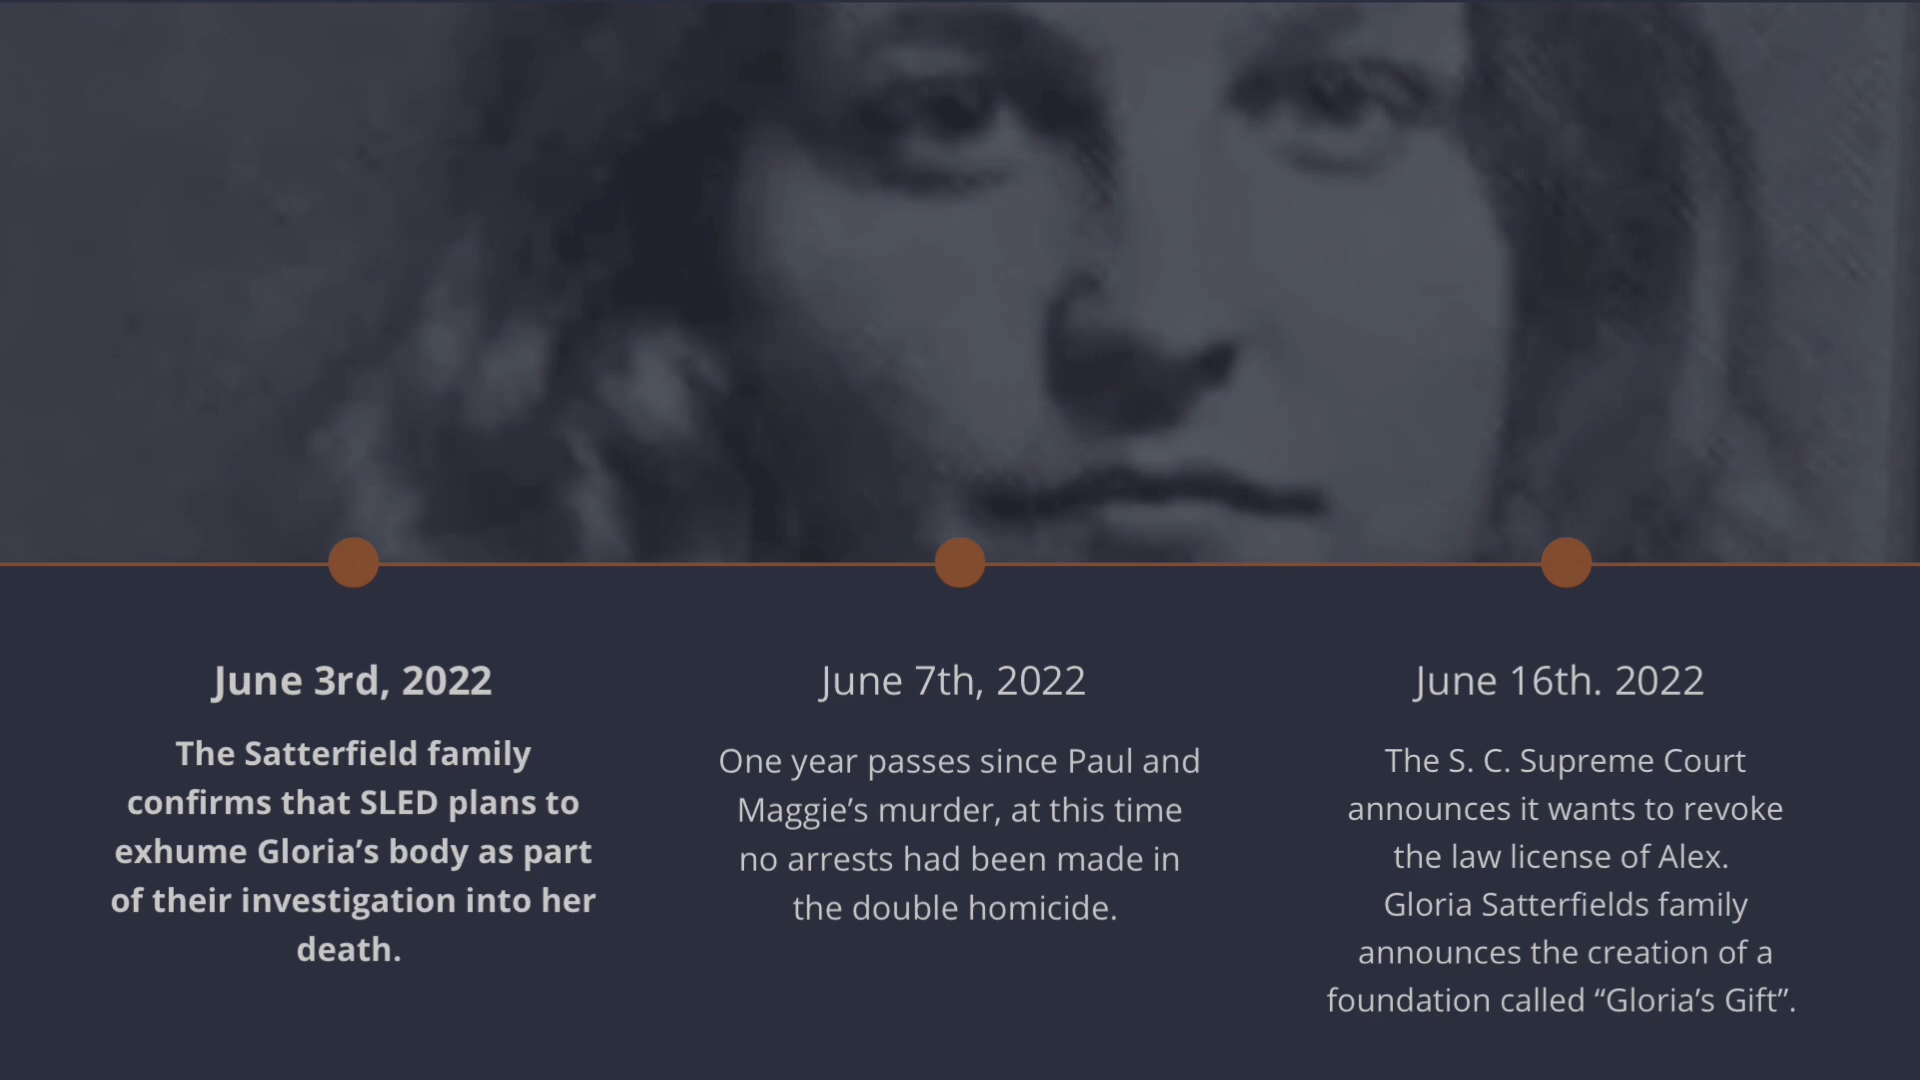 June 3rd, 2022
The Satterfield family
confirms that SLED plans to
exhume Gloria’s body as part
of their investigation into her
death.
June 7th, 2022
One year passes since Paul and
Maggie’s murder, at this time
no arrests had been made in
the double homicide.
June 16th. 2022
The S. C. Supreme Court
announces it wants to revoke
the law license of Alex.
Gloria Satterfields family
announces the creation of a
foundation called “Gloria’s Gift”.